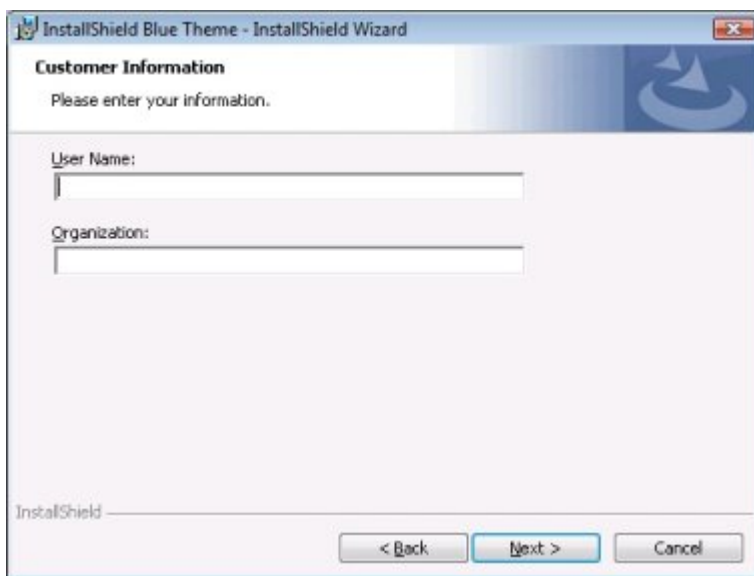 InstallShield Blue Theme - InstallShield Wizard
Customer Information
Please enter your information.
User Name:
Organization:
InstallShield
< Back
Next >
Cancel